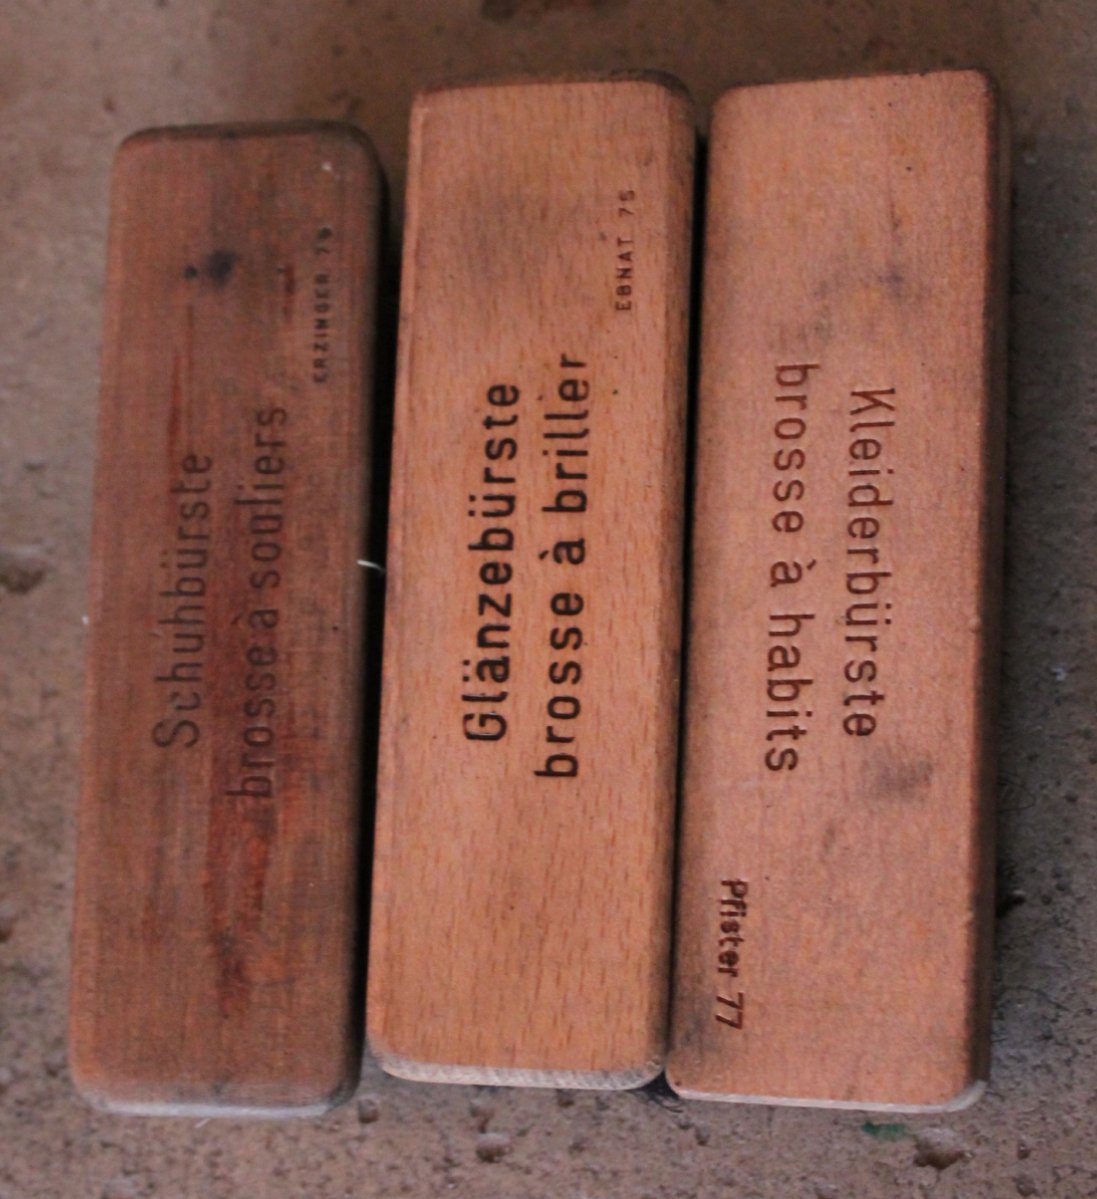 Schuhbürste
brosse à souliers
ERZINGER 75
Glänzebürste
brosse à briller
EBNAT 75
Kleiderbürste
brosse à habits
Pfister 77